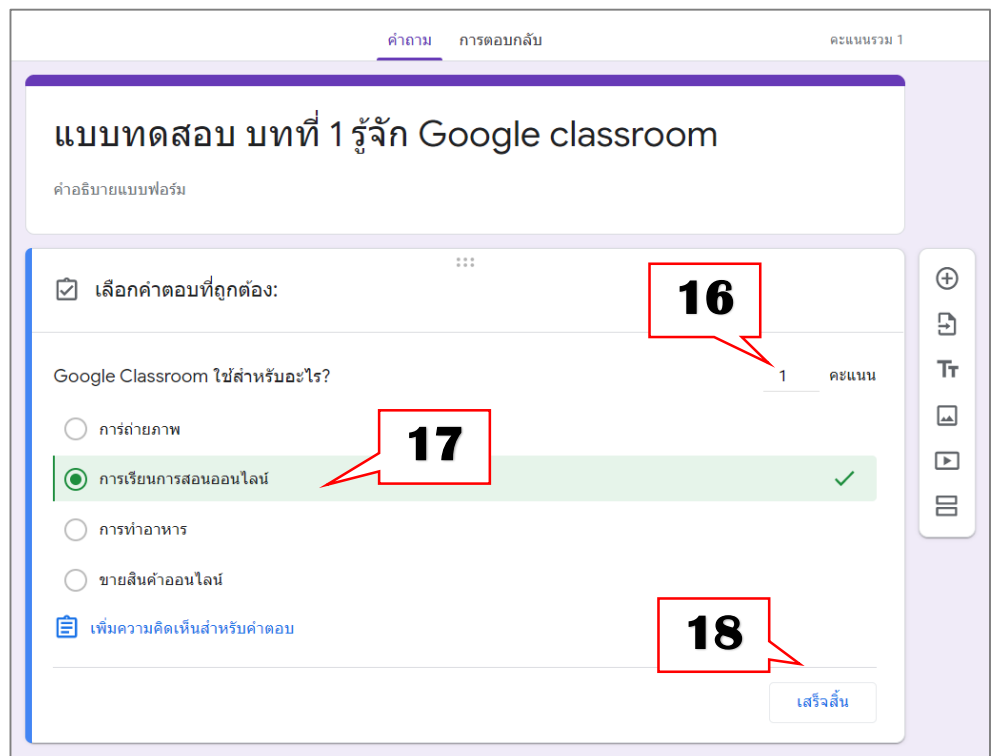 คำถาม การตอบกลับ คะแนนรวม 1
แบบทดสอบ บทที่ 1 รู้จัก Google classroom
คำอธิบายแบบฟอร์ม
เลือกคำตอบที่ถูกต้อง:
16
Google Classroom ใช้สำหรับอะไร? 1 คะแนน
การถ่ายภาพ
17
การเรียนการสอนออนไลน์
การทำอาหาร
ขายสินค้าออนไลน์
เพิ่มความคิดเห็นสำหรับคำตอบ
18
เสร็จสิ้น